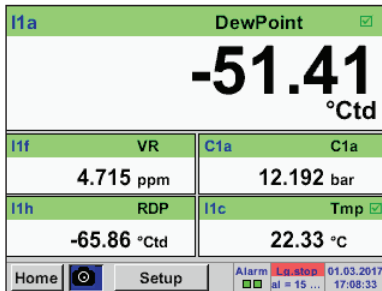 I1a DewPoint
-51.41
°Ctd
I1f VR C1a C1a
4.715 ppm 12.192 bar
I1h RDP I1c Tmp
-65.86 °Ctd 22.33 °C
Home Setup Alarm Lg.stop 01.03.2017
al = 15 ... 17:08:33